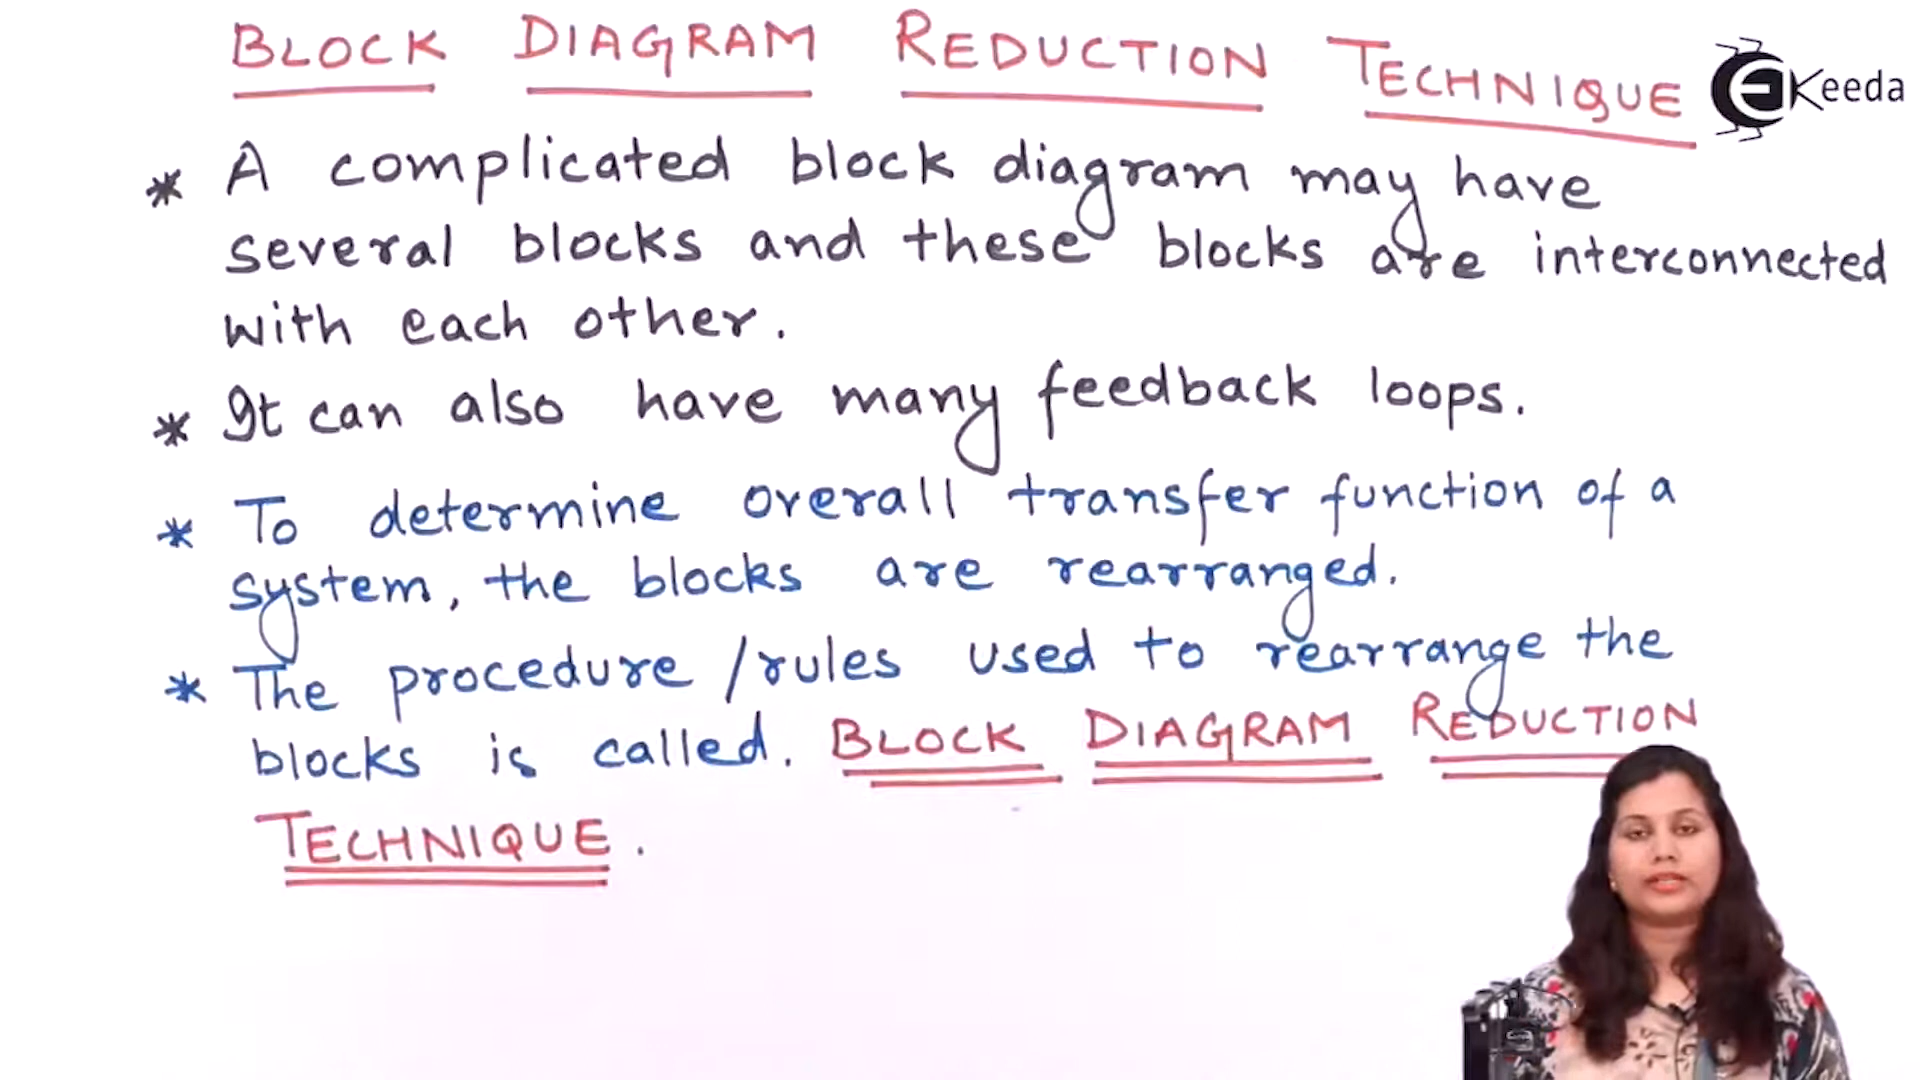 BLOCK DIAGRAM REDUCTION TECHNIQUE
EKeeda
* A complicated block diagram may have
several blocks and these blocks are interconnected
with each other.
* It can also have many feedback loops.
* To determine overall transfer function of a
system, the blocks are rearranged.
* The procedure/rules used to rearrange the
blocks is called. BLOCK DIAGRAM REDUCTION
TECHNIQUE.